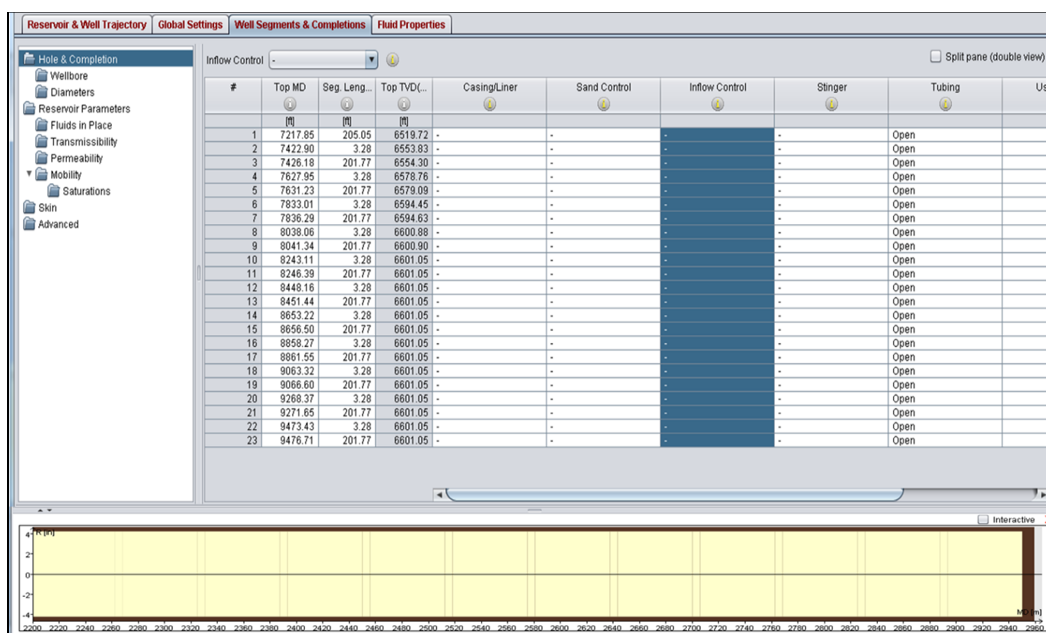 Reservoir & Well Trajectory Global Settings Well Segments & Completions Fluid Properties
Hole & Completion
Wellbore
Diameters
Reservoir Parameters
Fluids in Place
Transmissibility
Permeability
Mobility
Saturations
Skin
Advanced
Inflow Control - Split pane (double view)
# Top MD Seg. Leng... Top TVD(... Casing/Liner Sand Control Inflow Control Stinger Tubing Us
[ft] [ft] [ft]
1 7217.85 205.05 6519.72 - - - - Open
2 7422.90 3.28 6553.83 - - - - Open
3 7426.18 201.77 6554.30 - - - - Open
4 7627.95 3.28 6578.76 - - - - Open
5 7631.23 201.77 6579.09 - - - - Open
6 7833.01 3.28 6594.45 - - - - Open
7 7836.29 201.77 6594.63 - - - - Open
8 8038.06 3.28 6600.88 - - - - Open
9 8041.34 201.77 6600.90 - - - - Open
10 8243.11 3.28 6601.05 - - - - Open
11 8246.39 201.77 6601.05 - - - - Open
12 8448.16 3.28 6601.05 - - - - Open
13 8451.44 201.77 6601.05 - - - - Open
14 8653.22 3.28 6601.05 - - - - Open
15 8656.50 201.77 6601.05 - - - - Open
16 8858.27 3.28 6601.05 - - - - Open
17 8861.55 201.77 6601.05 - - - - Open
18 9063.32 3.28 6601.05 - - - - Open
19 9066.60 201.77 6601.05 - - - - Open
20 9268.37 3.28 6601.05 - - - - Open
21 9271.65 201.77 6601.05 - - - - Open
22 9473.43 3.28 6601.05 - - - - Open
23 9476.71 201.77 6601.05 - - - - Open
Interactive
R [in]
4
2
0
-2
-4
MD [m]
2200 2220 2240 2260 2280 2300 2320 2340 2360 2380 2400 2420 2440 2460 2480 2500 2520 2540 2560 2580 2600 2620 2640 2660 2680 2700 2720 2740 2760 2780 2800 2820 2840 2860 2880 2900 2920 2940 2960